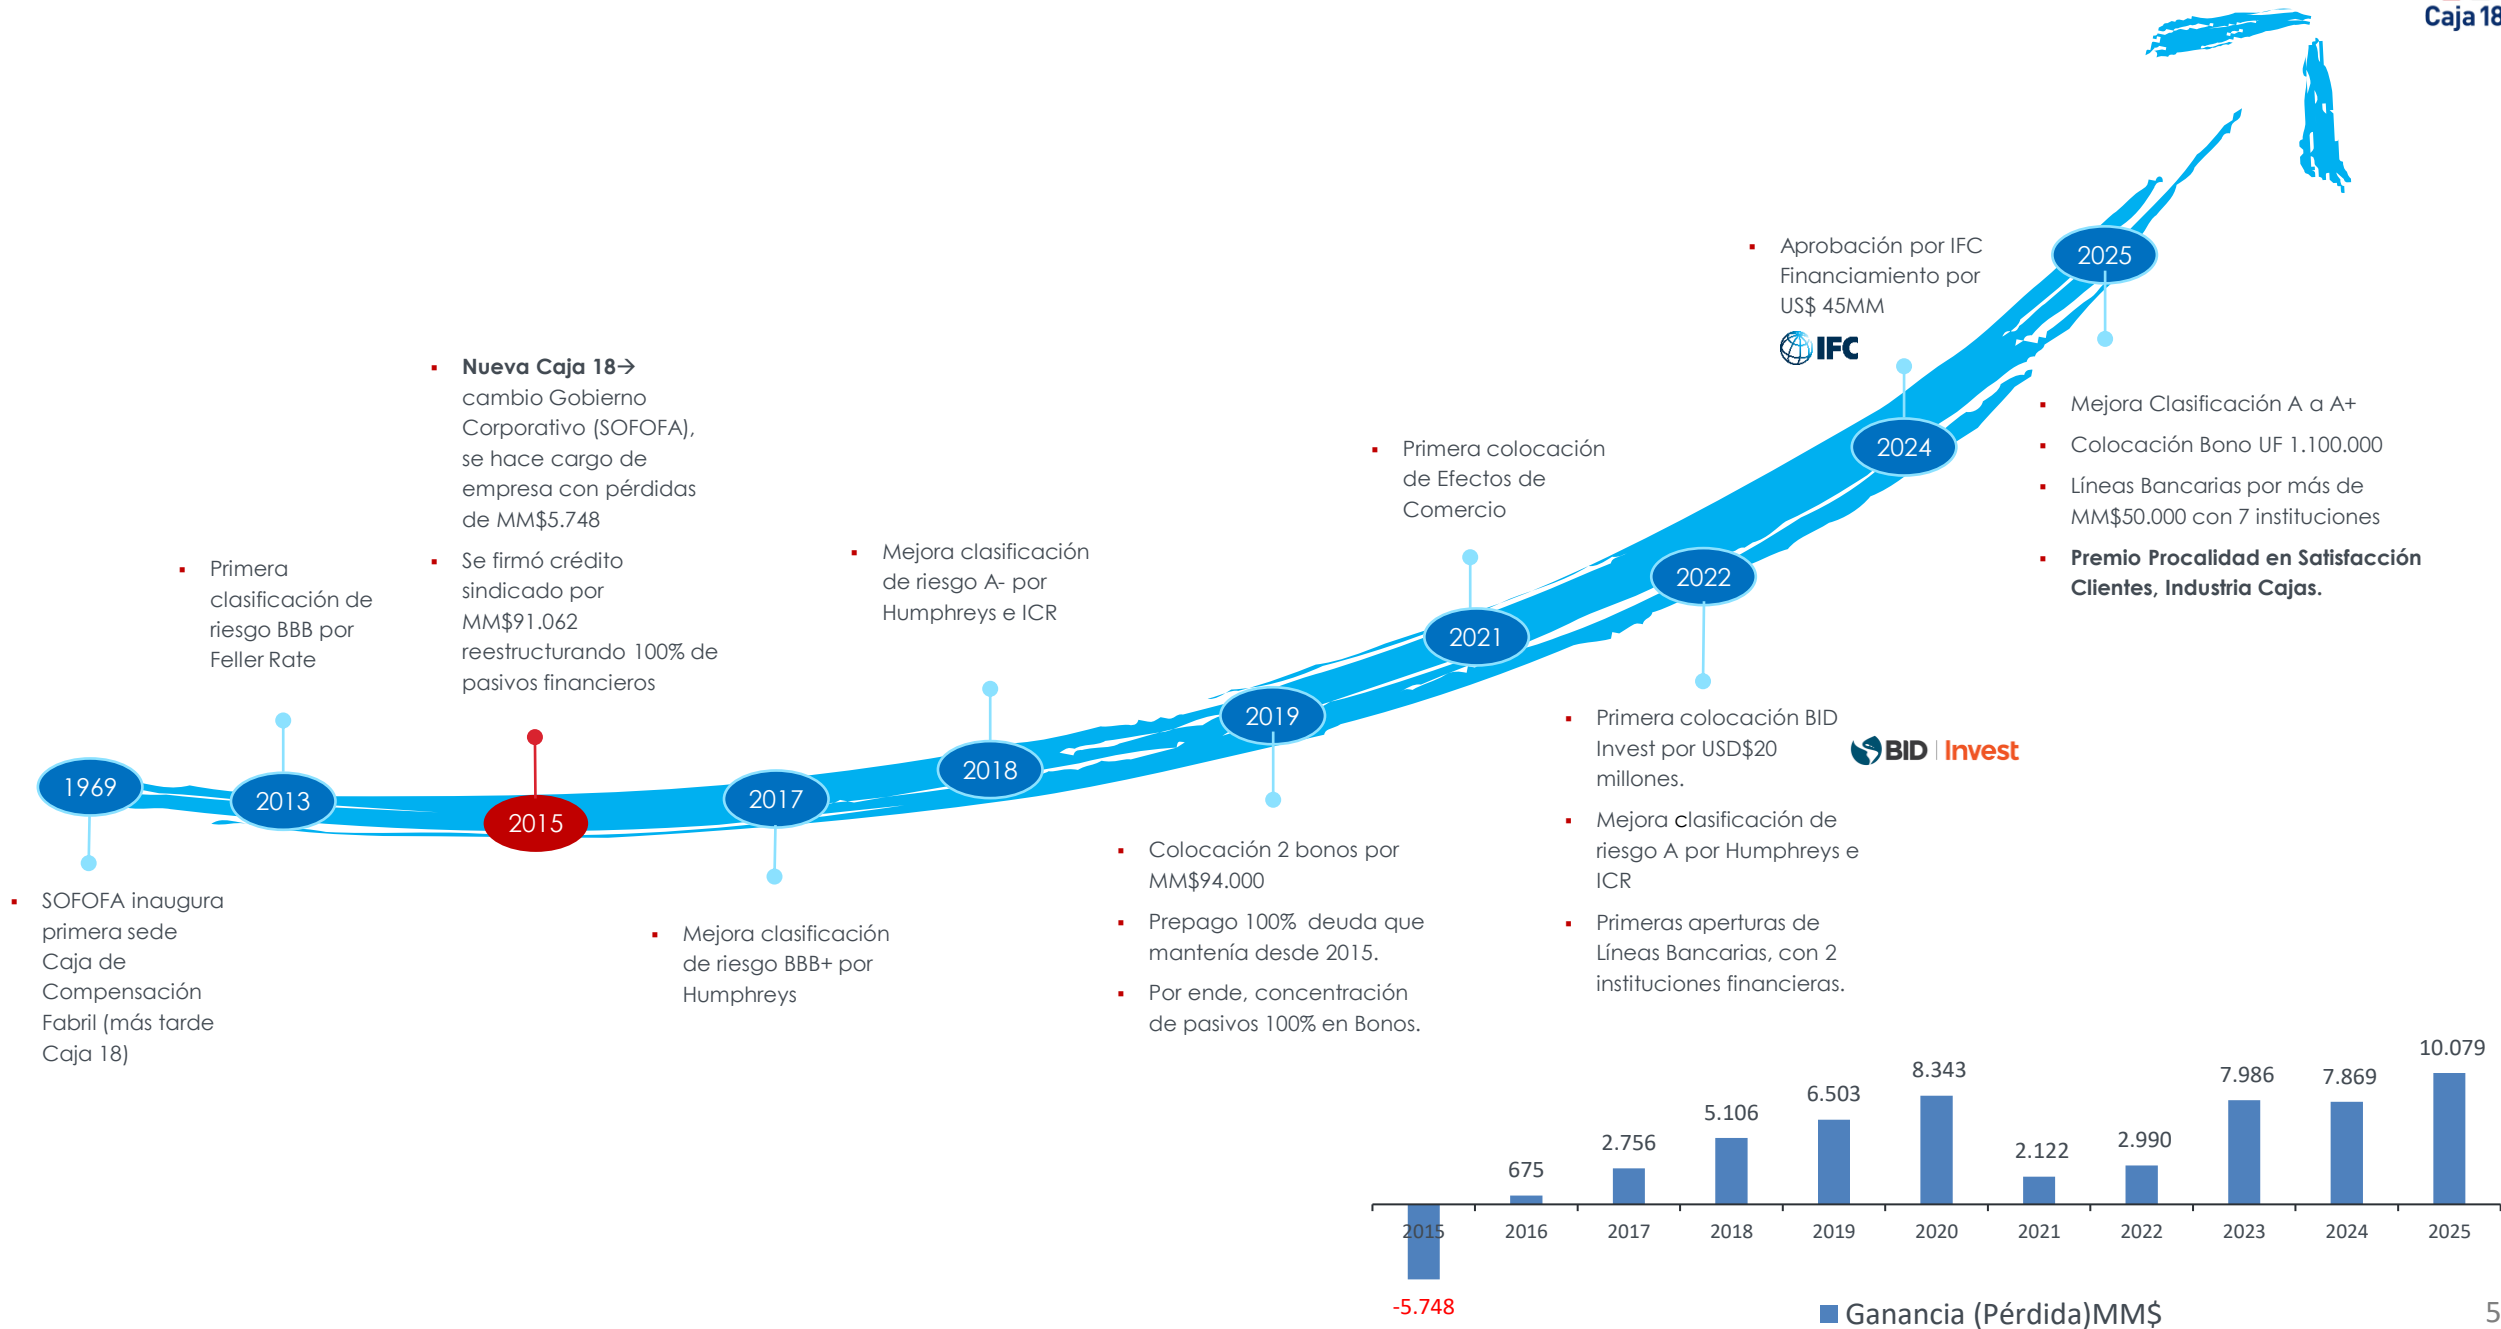 Caja 18
1969
▪ SOFOFA inaugura
primera sede
Caja de
Compensación
Fabril (más tarde
Caja 18)
2013
▪ Primera
clasificación de
riesgo BBB por
Feller Rate
2015
▪ Nueva Caja 18→
cambio Gobierno
Corporativo (SOFOFA),
se hace cargo de
empresa con pérdidas
de MM$5.748
▪ Se firmó crédito
sindicado por
MM$91.062
reestructurando 100% de
pasivos financieros
2017
▪ Mejora clasificación
de riesgo BBB+ por
Humphreys
2018
▪ Mejora clasificación
de riesgo A- por
Humphreys e ICR
2019
▪ Colocación 2 bonos por
MM$94.000
▪ Prepago 100% deuda que
mantenía desde 2015.
▪ Por ende, concentración
de pasivos 100% en Bonos.
2021
▪ Primera colocación
de Efectos de
Comercio
2022
▪ Primera colocación BID
Invest por USD$20
millones.
BID | Invest
▪ Mejora clasificación de
riesgo A por Humphreys e
ICR
▪ Primeras aperturas de
Líneas Bancarias, con 2
instituciones financieras.
2024
▪ Aprobación por IFC
Financiamiento por
US$ 45MM
IFC
2025
▪ Mejora Clasificación A a A+
▪ Colocación Bono UF 1.100.000
▪ Líneas Bancarias por más de
MM$50.000 con 7 instituciones
▪ Premio Procalidad en Satisfacción
Clientes, Industria Cajas.
-5.748 675 2.756 5.106 6.503 8.343 2.122 2.990 7.986 7.869 10.079
2015 2016 2017 2018 2019 2020 2021 2022 2023 2024 2025
Ganancia (Pérdida)MM$
5